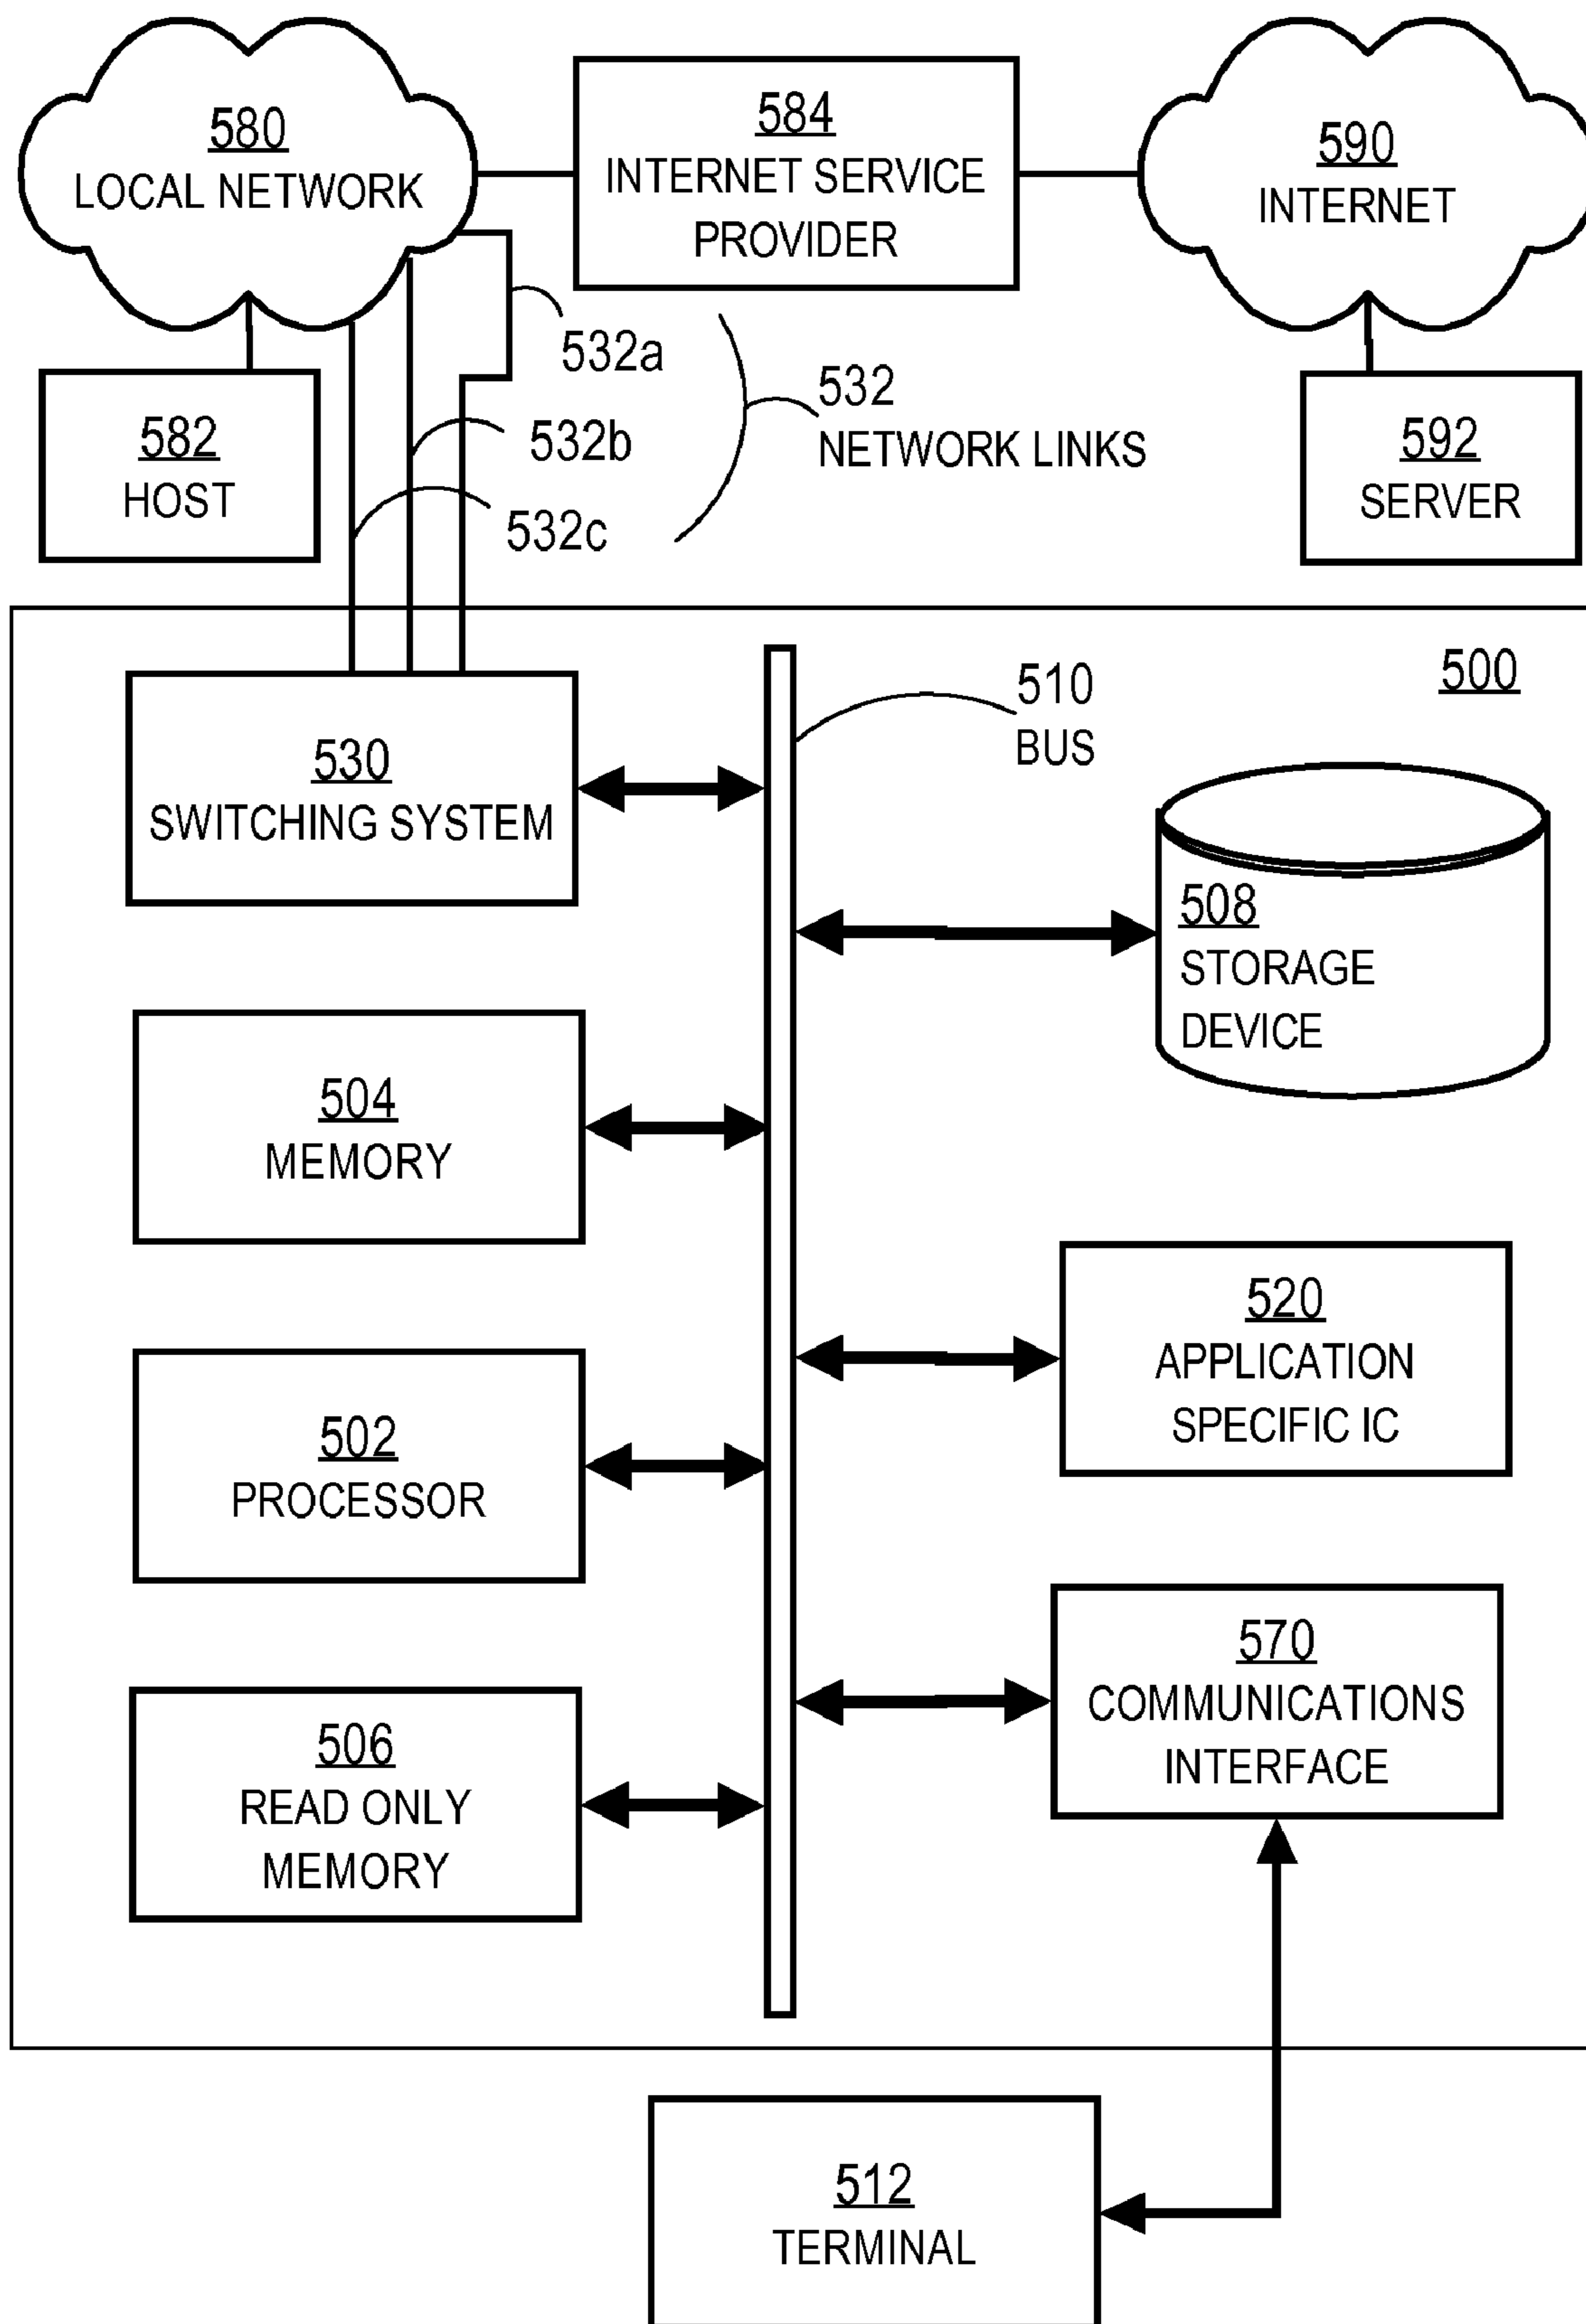 580
LOCAL NETWORK
584
INTERNET SERVICE
PROVIDER
590
INTERNET
532a
532b
532c
532
NETWORK LINKS
582
HOST
592
SERVER
500
530
SWITCHING SYSTEM
510
BUS
508
STORAGE
DEVICE
504
MEMORY
520
APPLICATION
SPECIFIC IC
502
PROCESSOR
570
COMMUNICATIONS
INTERFACE
506
READ ONLY
MEMORY
512
TERMINAL